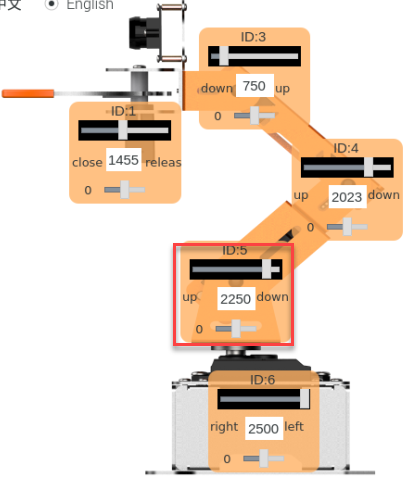 中文 English
ID:3
down 750 up
0
ID:1
close 1455 releas
0
ID:4
up 2023 down
0
ID:5
up 2250 down
0
ID:6
right 2500 left
0